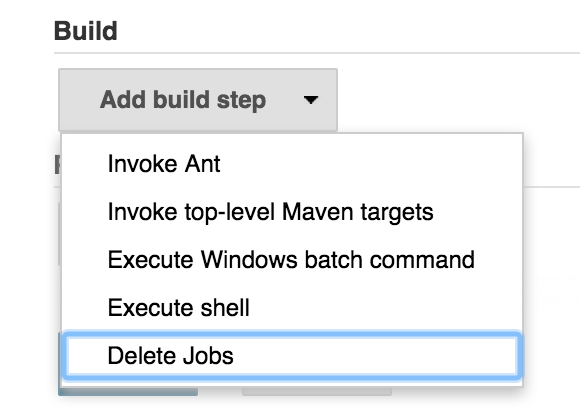 Build
Add build step
Invoke Ant
Invoke top-level Maven targets
Execute Windows batch command
Execute shell
Delete Jobs